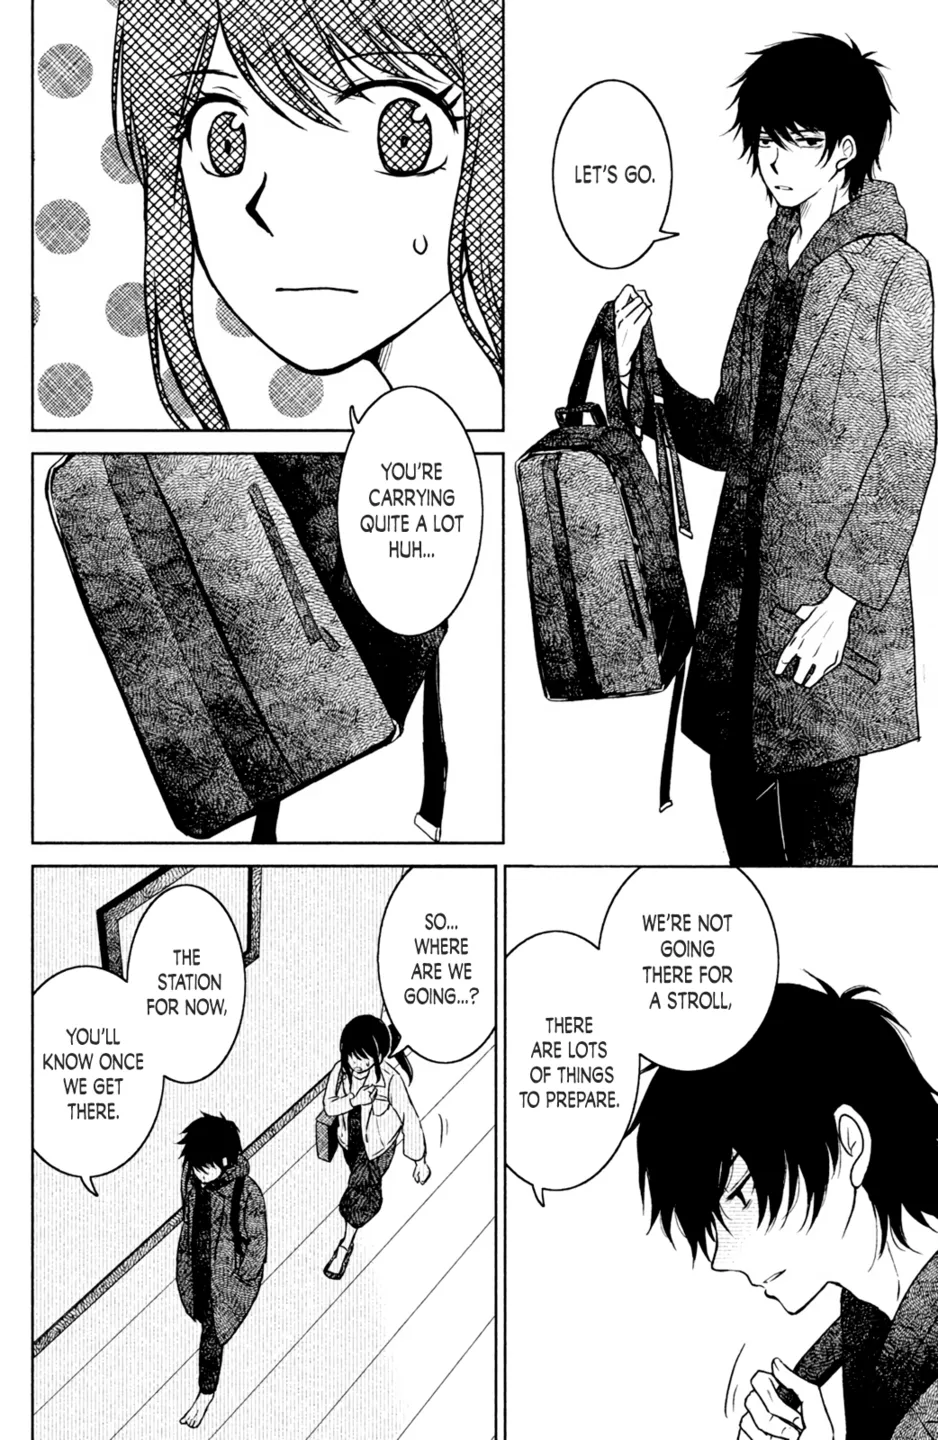 LET'S GO.
YOU'RE
CARRYING
QUITE A LOT
HUH...
WE'RE NOT
GOING
THERE FOR
A STROLL,
THERE
ARE LOTS
OF THINGS
TO PREPARE.
SO...
WHERE
ARE WE
GOING...?
THE
STATION
FOR NOW,
YOU'LL
KNOW ONCE
WE GET
THERE.